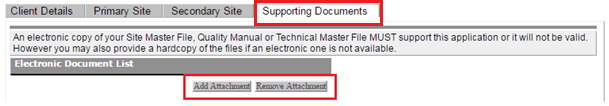 Client Details Primary Site Secondary Site Supporting Documents
An electronic copy of your Site Master File, Quality Manual or Technical Master File MUST support this application or it will not be valid.
However you may also provide a hardcopy of the files if an electronic one is not available.
Electronic Document List
Add Attachment Remove Attachment